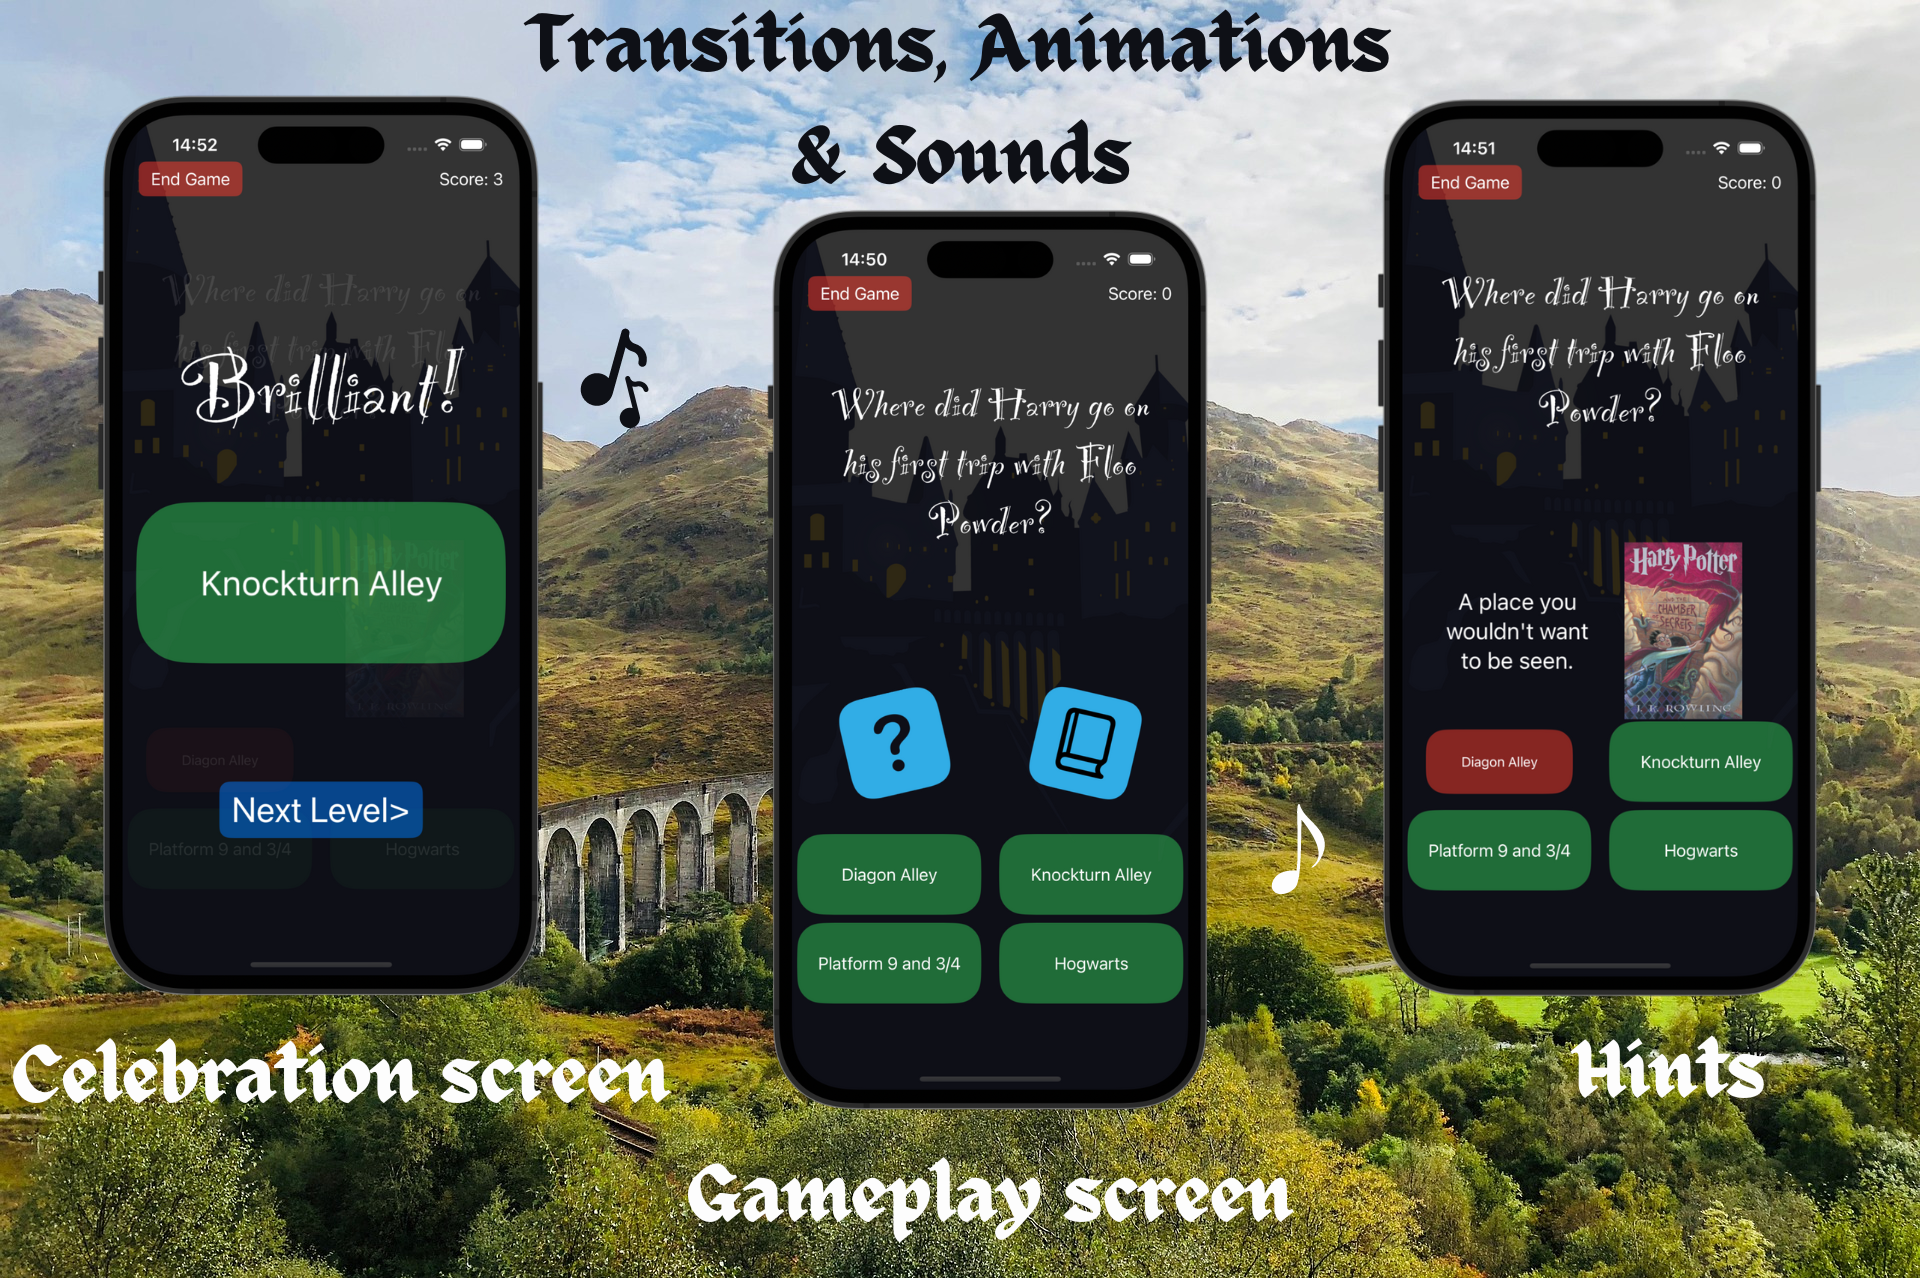 Transitions, Animations
& Sounds
14:52
End Game
Score: 3
Where did Harry go on
his first trip with Floo
Brilliant!
Knockturn Alley
Harry Potter
J. K. ROWLING
Diagon Alley
Next Level>
Platform 9 and 3/4
Hogwarts
Celebration screen
14:50
End Game
Score: 0
Where did Harry go on
his first trip with Floo
Powder?
?
Diagon Alley
Knockturn Alley
Platform 9 and 3/4
Hogwarts
Gameplay screen
14:51
End Game
Score: 0
Where did Harry go on
his first trip with Floo
Powder?
A place you
wouldn't want
to be seen.
Harry Potter
AND THE
CHAMBER
OF
SECRETS
J. K. ROWLING
Diagon Alley
Knockturn Alley
Platform 9 and 3/4
Hogwarts
Hints